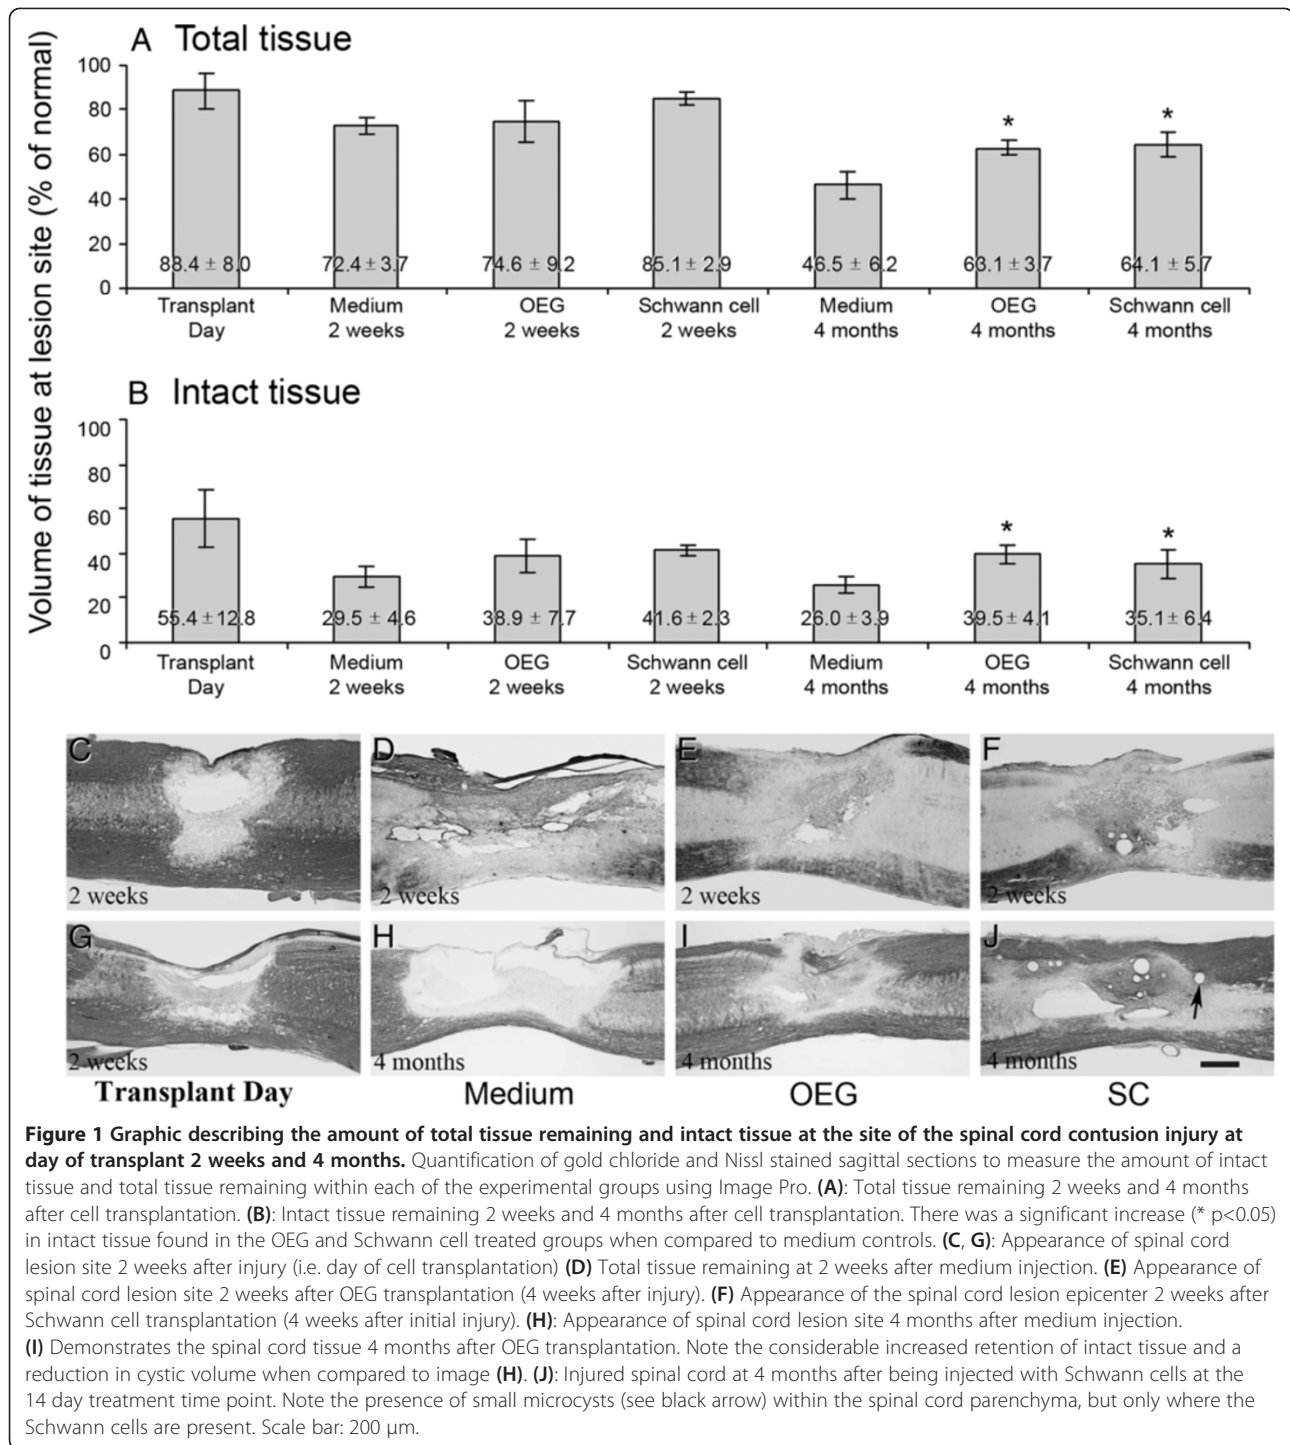 A Total tissue
Volume of tissue at lesion site (% of normal)
100
80
60
40
20
0
88.4 ± 8.0 72.4 ± 3.7 74.6 ± 9.2 85.1 ± 2.9 46.5 ± 6.2 63.1 ± 3.7 64.1 ± 5.7
* *
Transplant Medium OEG Schwann cell Medium OEG Schwann cell
Day 2 weeks 2 weeks 2 weeks 4 months 4 months 4 months
B Intact tissue
100
80
60
40
20
0
* *
55.4 ± 12.8 29.5 ± 4.6 38.9 ± 7.7 41.6 ± 2.3 26.0 ± 3.9 39.5 ± 4.1 35.1 ± 6.4
Transplant Medium OEG Schwann cell Medium OEG Schwann cell
Day 2 weeks 2 weeks 2 weeks 4 months 4 months 4 months
C D E F
2 weeks 2 weeks 2 weeks 2 weeks
G H I J
2 weeks 4 months 4 months 4 months
Transplant Day Medium OEG SC
Figure 1 Graphic describing the amount of total tissue remaining and intact tissue at the site of the spinal cord contusion injury at
day of transplant 2 weeks and 4 months. Quantification of gold chloride and Nissl stained sagittal sections to measure the amount of intact
tissue and total tissue remaining within each of the experimental groups using Image Pro. (A): Total tissue remaining 2 weeks and 4 months
after cell transplantation. (B): Intact tissue remaining 2 weeks and 4 months after cell transplantation. There was a significant increase (* p<0.05)
in intact tissue found in the OEG and Schwann cell treated groups when compared to medium controls. (C, G): Appearance of spinal cord
lesion site 2 weeks after injury (i.e. day of cell transplantation) (D) Total tissue remaining at 2 weeks after medium injection. (E) Appearance of
spinal cord lesion site 2 weeks after OEG transplantation (4 weeks after injury). (F) Appearance of the spinal cord lesion epicenter 2 weeks after
Schwann cell transplantation (4 weeks after initial injury). (H): Appearance of spinal cord lesion site 4 months after medium injection.
(I) Demonstrates the spinal cord tissue 4 months after OEG transplantation. Note the considerable increased retention of intact tissue and a
reduction in cystic volume when compared to image (H). (J): Injured spinal cord at 4 months after being injected with Schwann cells at the
14 day treatment time point. Note the presence of small microcysts (see black arrow) within the spinal cord parenchyma, but only where the
Schwann cells are present. Scale bar: 200 μm.